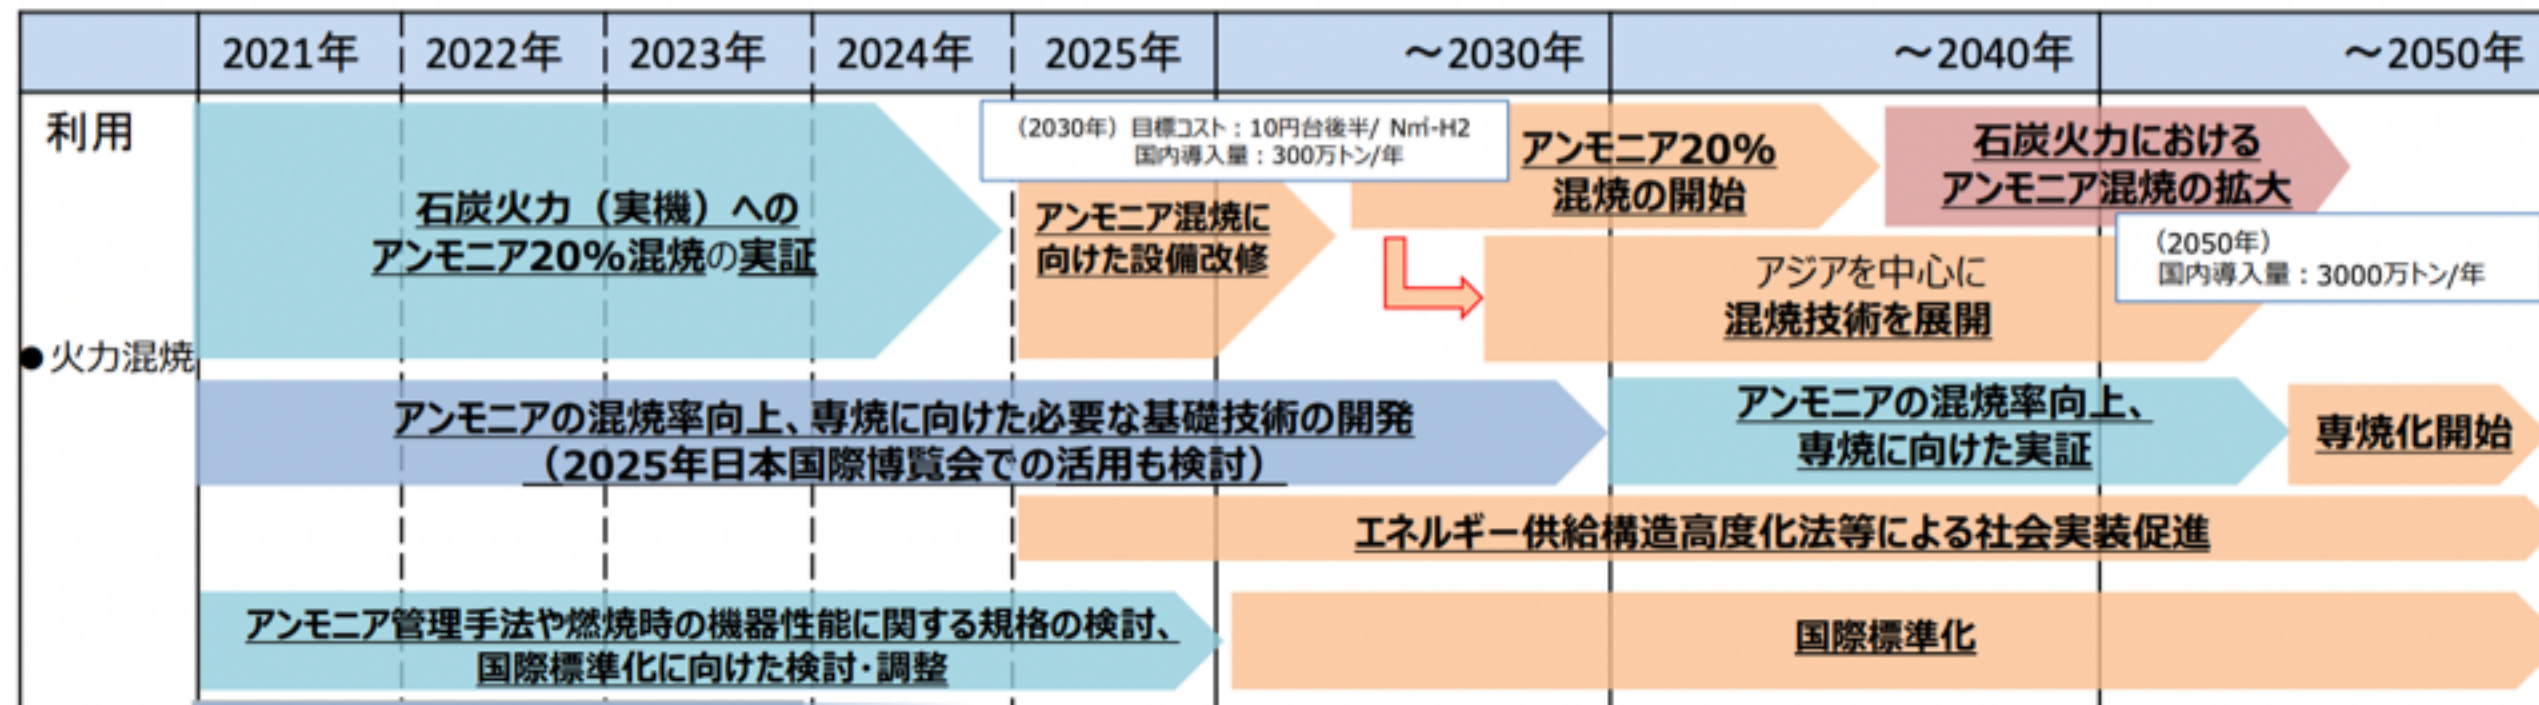 2021年 2022年 2023年 2024年 2025年 ～2030年 ～2040年 ～2050年
利用
●火力混焼
石炭火力（実機）への
アンモニア20%混焼の実証
（2030年）目標コスト：10円台後半/ N㎥-H2
国内導入量：300万トン/年
アンモニア混焼に
向けた設備改修
アンモニア20%
混焼の開始
石炭火力における
アンモニア混焼の拡大
アジアを中心に
混焼技術を展開
（2050年）
国内導入量：3000万トン/年
アンモニアの混焼率向上、専焼に向けた必要な基礎技術の開発
（2025年日本国際博覧会での活用も検討）
アンモニアの混焼率向上、
専焼に向けた実証
専焼化開始
エネルギー供給構造高度化法等による社会実装促進
アンモニア管理手法や燃焼時の機器性能に関する規格の検討、
国際標準化に向けた検討・調整
国際標準化